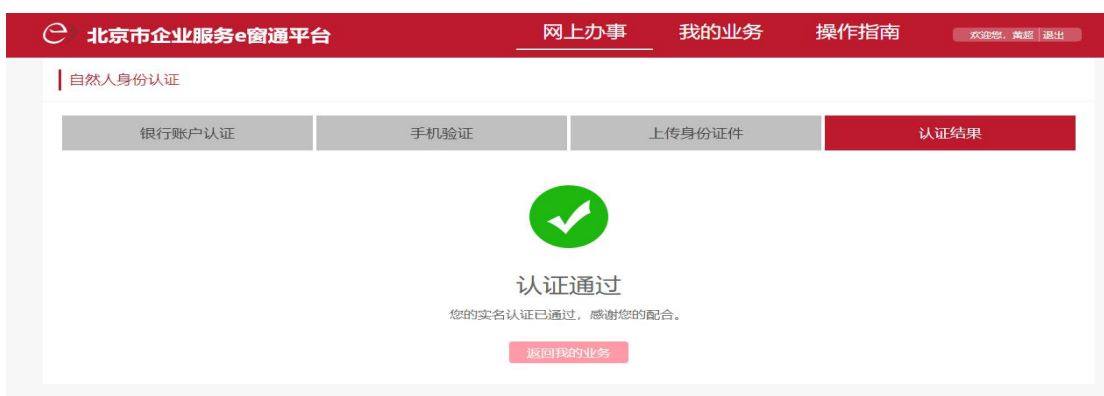 e 北京市企业服务e窗通平台 网上办事 我的业务 操作指南 欢迎您，黄超 退出
自然人身份认证
银行账户认证 手机验证 上传身份证件 认证结果
认证通过
您的实名认证已通过，感谢您的配合。
返回我的业务